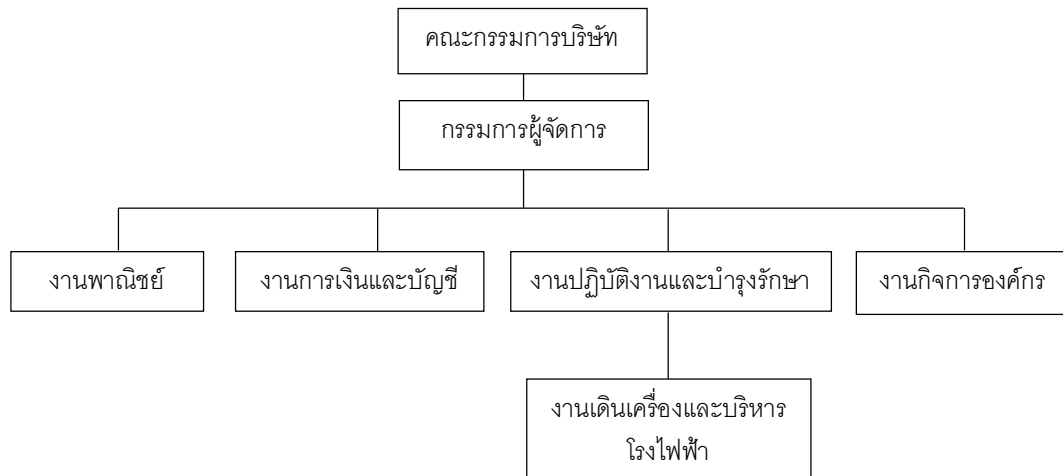 คณะกรรมการบริษัท
กรรมการผู้จัดการ
งานพาณิชย์
งานการเงินและบัญชี
งานปฏิบัติงานและบำรุงรักษา
งานกิจการองค์กร
งานเดินเครื่องและบริหาร
โรงไฟฟ้า